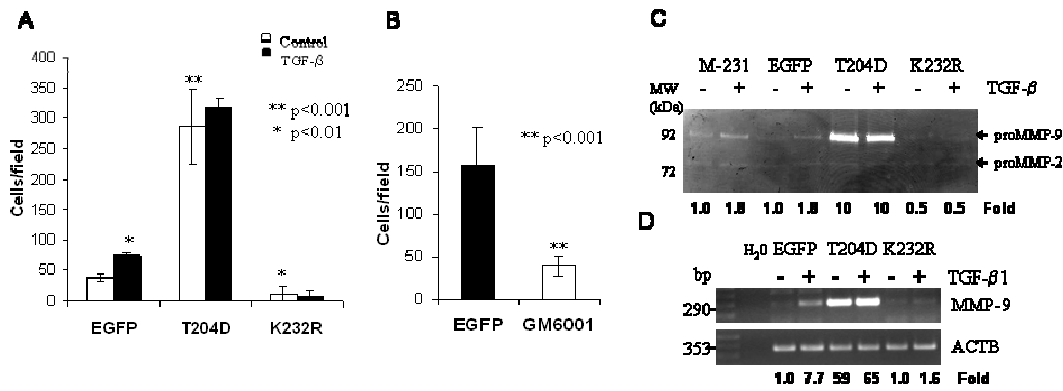 A
Control
TGF-β
400
350
300
250
200
150
100
50
0
Cells/field
**
*
*
** p<0.001
* p<0.01
EGFP T204D K232R
B
250
200
150
100
50
0
Cells/field
** p<0.001
**
EGFP GM6001
C
M-231 EGFP T204D K232R
MW (kDa)
- + - + - + - + TGF-β
92
proMMP-9
proMMP-2
72
1.0 1.8 1.0 1.8 10 10 0.5 0.5 Fold
D
H20 EGFP T204D K232R
bp - + - + - + TGF-β1
290 MMP-9
353 ACTB
1.0 7.7 59 65 1.0 1.6 Fold